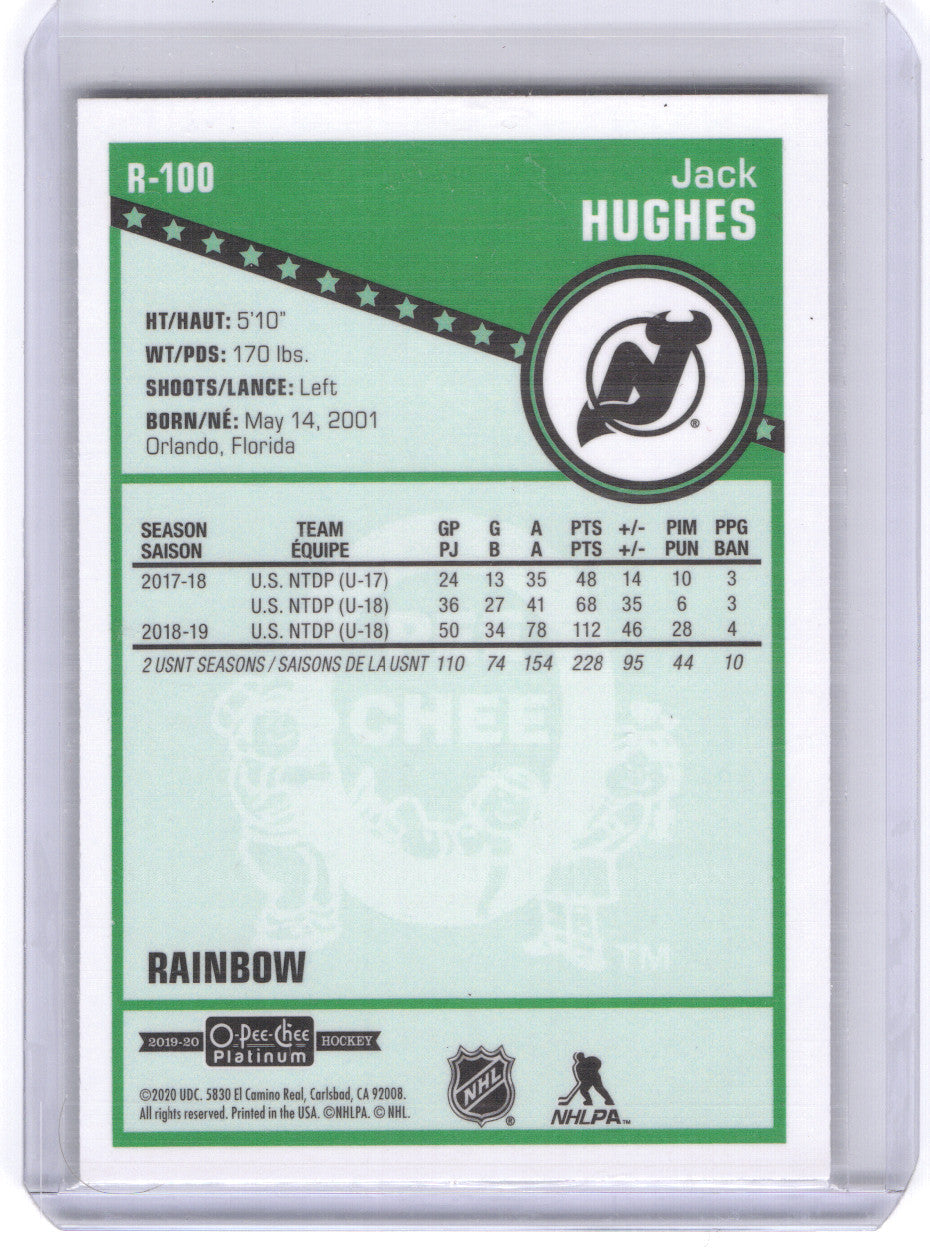 R-100
Jack
HUGHES
HT/HAUT: 5'10"
WT/PDS: 170 lbs.
SHOOTS/LANCE: Left
BORN/NÉ: May 14, 2001
Orlando, Florida
®
SEASON TEAM GP G A PTS +/- PIM PPG
SAISON ÉQUIPE PJ B A PTS +/- PUN BAN
2017-18 U.S. NTDP (U-17) 24 13 35 48 14 10 3
U.S. NTDP (U-18) 36 27 41 68 35 6 3
2018-19 U.S. NTDP (U-18) 50 34 78 112 46 28 4
2 USNT SEASONS / SAISONS DE LA USNT 110 74 154 228 95 44 10
CHEE
TM
RAINBOW
2019-20 O-Pee-Chee HOCKEY
Platinum
NHL ®
NHLPA™
©2020 UDC. 5830 El Camino Real, Carlsbad, CA 92008.
All rights reserved. Printed in the USA. ©NHLPA. © NHL.